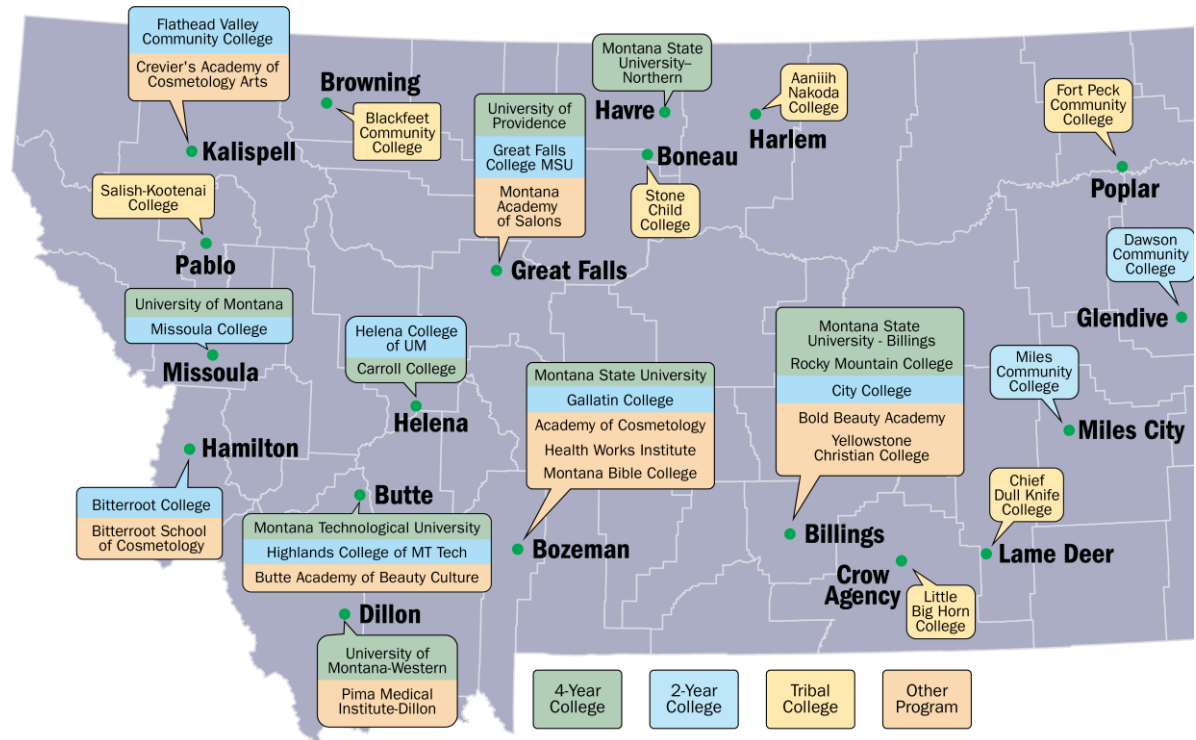 Flathead Valley
Community College
Crevier's Academy of
Cosmetology Arts
Kalispell
Browning
Blackfeet
Community
College
University of
Providence
Great Falls
College MSU
Montana
Academy
of Salons
Great Falls
Montana State
University–
Northern
Havre
Boneau
Stone
Child
College
Aaniiih
Nakoda
College
Harlem
Fort Peck
Community
College
Poplar
Salish-Kootenai
College
Pablo
Dawson
Community
College
Glendive
University of Montana
Missoula College
Missoula
Helena College
of UM
Carroll College
Helena
Montana State University
Gallatin College
Academy of Cosmetology
Health Works Institute
Montana Bible College
Bozeman
Montana State
University - Billings
Rocky Mountain College
City College
Bold Beauty Academy
Yellowstone
Christian College
Billings
Miles
Community
College
Miles City
Hamilton
Bitterroot College
Bitterroot School
of Cosmetology
Butte
Montana Technological University
Highlands College of MT Tech
Butte Academy of Beauty Culture
Chief
Dull Knife
College
Lame Deer
Crow
Agency
Little
Big Horn
College
Dillon
University of
Montana-Western
Pima Medical
Institute-Dillon
4-Year
College
2-Year
College
Tribal
College
Other
Program